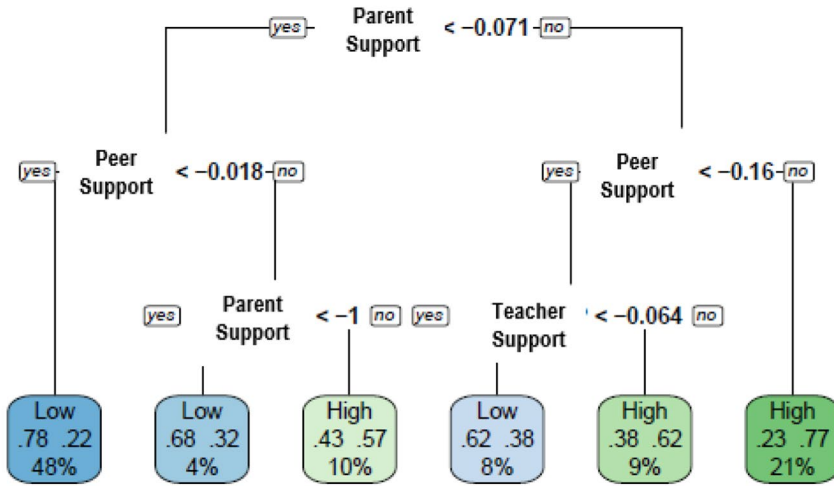 yes Parent Support < −0.071 no
yes Peer Support < −0.018 no
yes Peer Support < −0.16 no
yes Parent Support < −1 no
yes Teacher Support < −0.064 no
Low
.78 .22
48%
Low
.68 .32
4%
High
.43 .57
10%
Low
.62 .38
8%
High
.38 .62
9%
High
.23 .77
21%